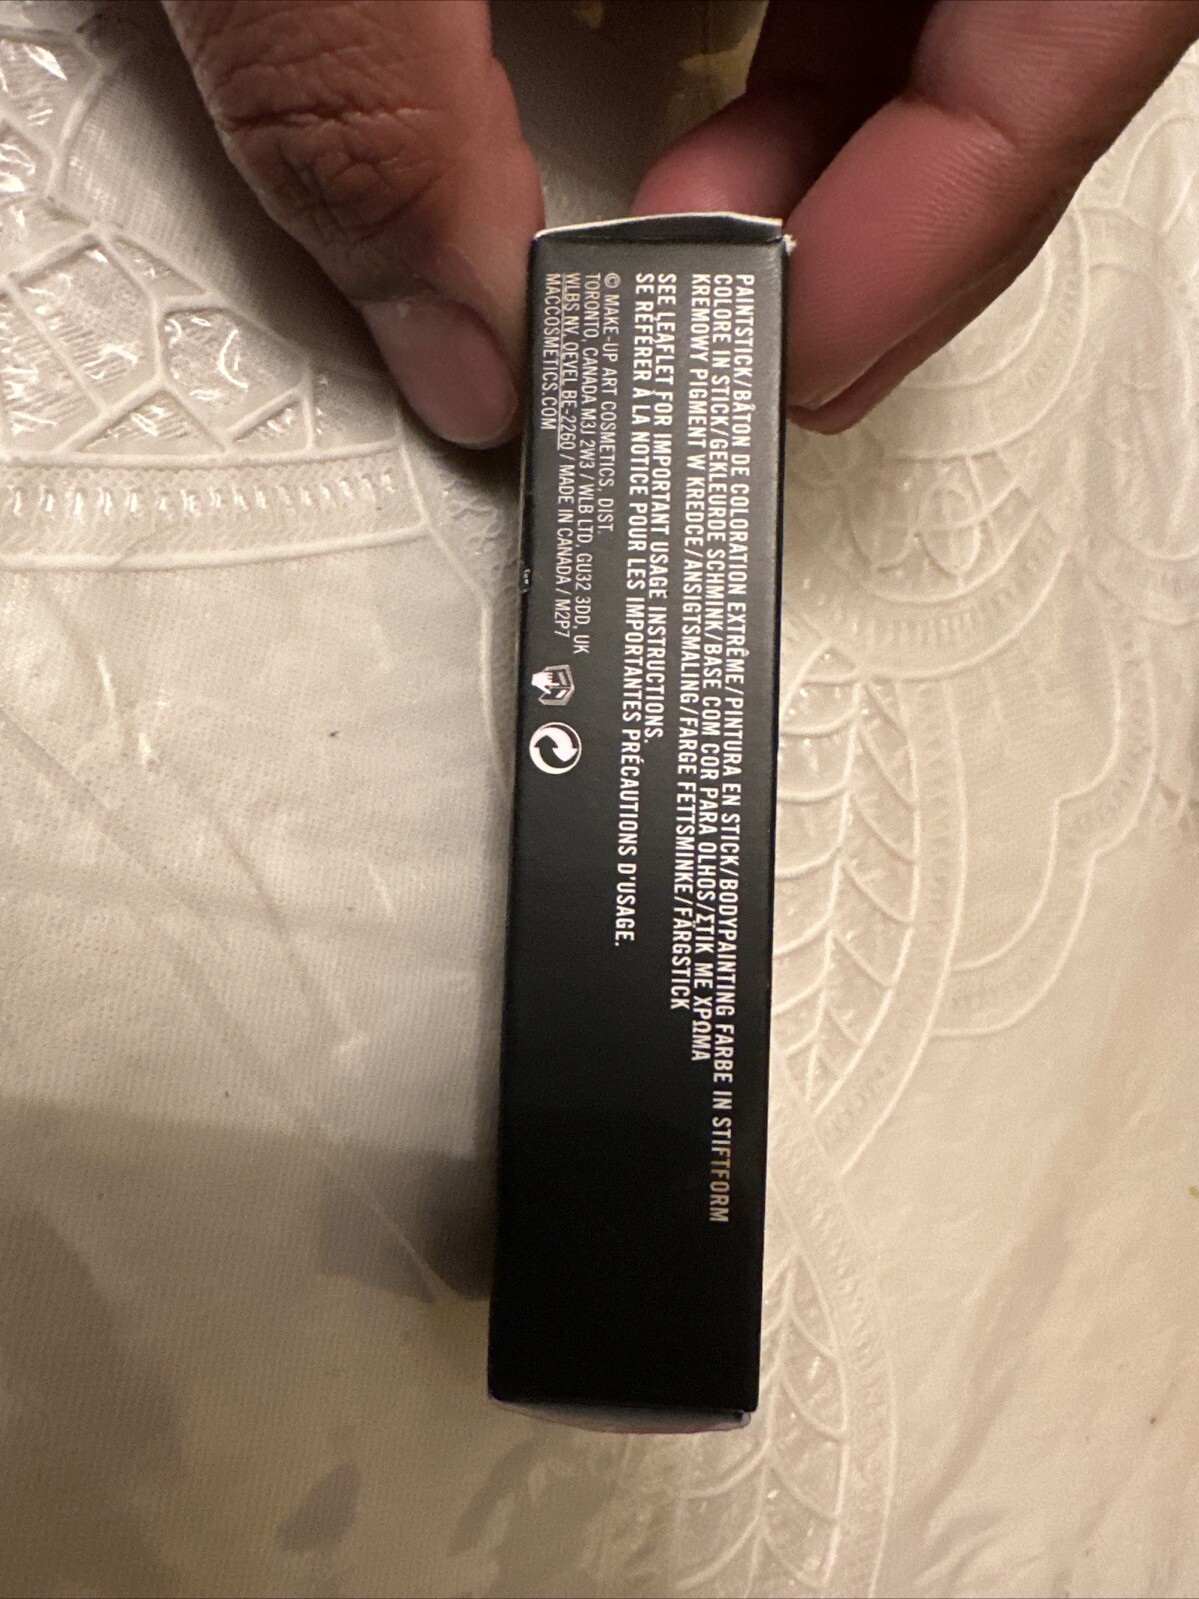 PAINTSTICK/BÂTON DE COLORATION EXTRÊME/PINTURA EN STICK/BODYPAINTING FARBE IN STIFTFORM
COLORE IN STICK/GEKLEURDE SCHMINK/BASE COM COR PARA OLHOS/ΣΤΙΚ ΜΕ ΧΡΩΜΑ
KREMOWY PIGMENT W KREDCE/ANSIGTSMALING/FARGE FETTSMINKE/FÄRGSTICK
SEE LEAFLET FOR IMPORTANT USAGE INSTRUCTIONS.
SE RÉFÉRER À LA NOTICE POUR LES IMPORTANTES PRÉCAUTIONS D'USAGE.
© MAKE-UP ART COSMETICS, DIST.
TORONTO, CANADA M3J 2W3 / WLB LTD, GU32 3DD, UK
WLBS NV, OEVEL BE-2260 / MADE IN CANADA / M2P7
MACCOSMETICS.COM